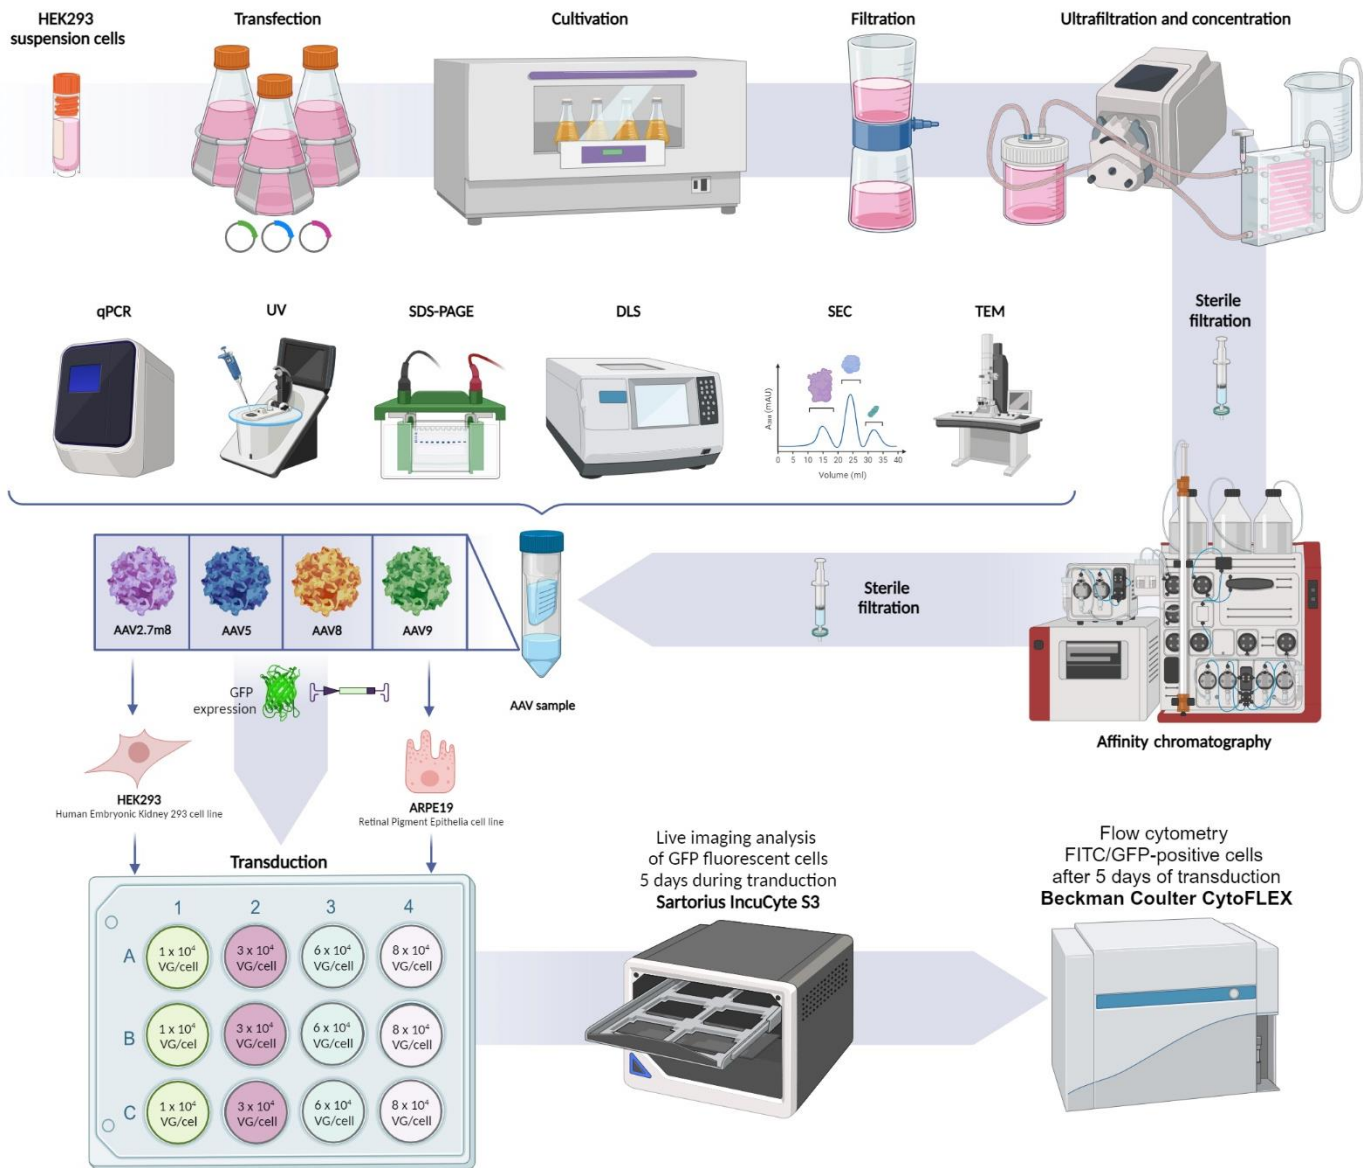 HEK293
suspension cells
Transfection
Cultivation
Filtration
Ultrafiltration and concentration
qPCR
UV
SDS-PAGE
DLS
SEC
TEM
Sterile
filtration
A₂₈₀ (mAU)
0 5 10 15 20 25 30 35 40
Volume (ml)
AAV2.7m8
AAV5
AAV8
AAV9
Sterile
filtration
GFP
expression
AAV sample
Affinity chromatography
HEK293
Human Embryonic Kidney 293 cell line
ARPE19
Retinal Pigment Epithelia cell line
Transduction
Live imaging analysis
of GFP fluorescent cells
5 days during tranduction
Sartorius IncuCyte S3
Flow cytometry
FITC/GFP-positive cells
after 5 days of transduction
Beckman Coulter CytoFLEX
1 2 3 4
A
1 x 10⁴
VG/cell
3 x 10⁴
VG/cell
6 x 10⁴
VG/cell
8 x 10⁴
VG/cell
B
1 x 10⁴
VG/cel
3 x 10⁴
VG/cell
6 x 10⁴
VG/cell
8 x 10⁴
VG/cell
C
1 x 10⁴
VG/cel
3 x 10⁴
VG/cell
6 x 10⁴
VG/cell
8 x 10⁴
VG/cell